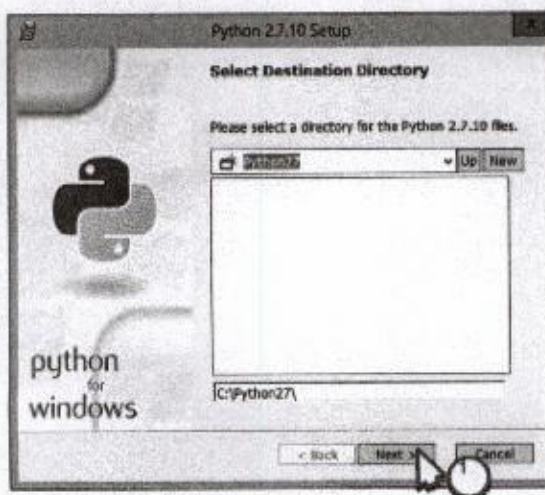 Python 2.7.10 Setup
Select Destination Directory
Please select a directory for the Python 2.7.10 files.
Python27
Up New
C:\Python27\
python
for
windows
< Back Next > Cancel